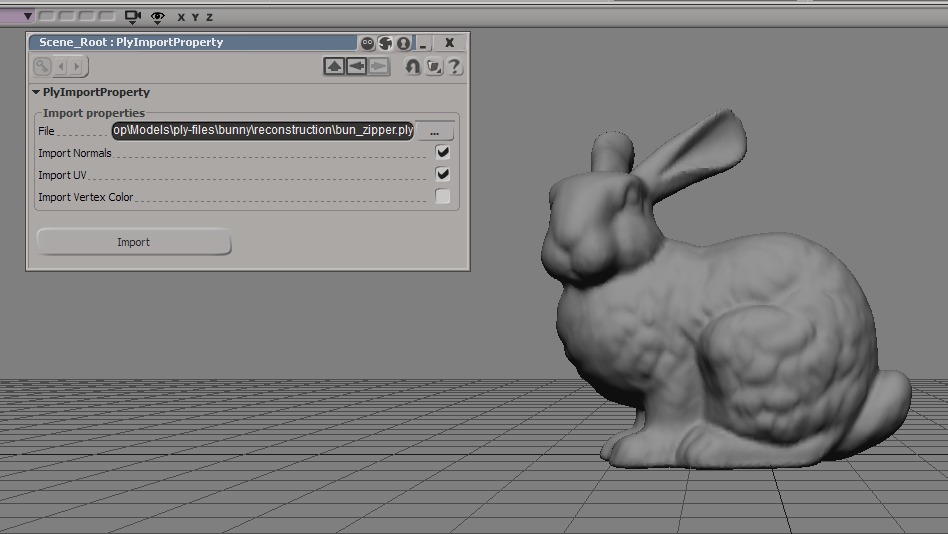 X Y Z
Scene_Root : PlyImportProperty
X
?
PlyImportProperty
Import properties
File op\Models\ply-files\bunny\reconstruction\bun_zipper.ply ...
Import Normals
Import UV
Import Vertex Color
Import